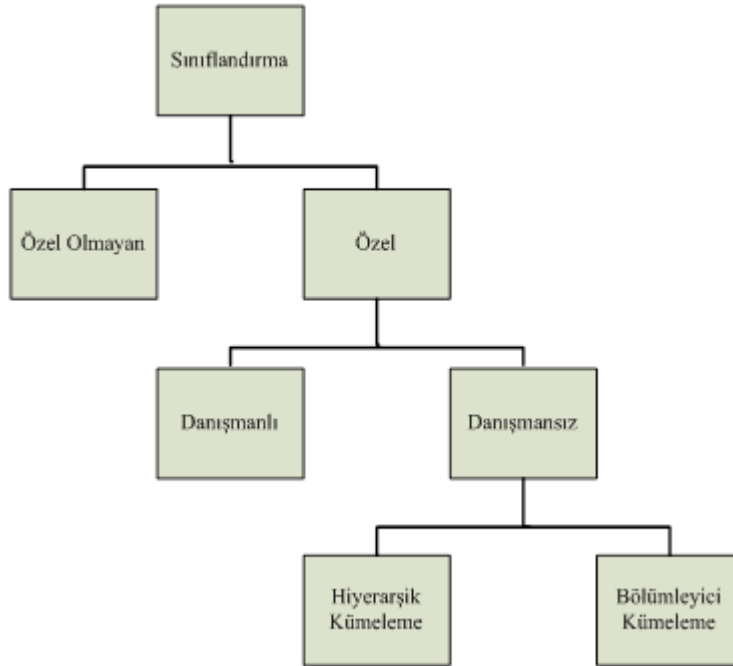 Sınıflandırma
Özel Olmayan
Özel
Danışmanlı
Danışmansız
Hiyerarşik
Kümeleme
Bölümleyici
Kümeleme